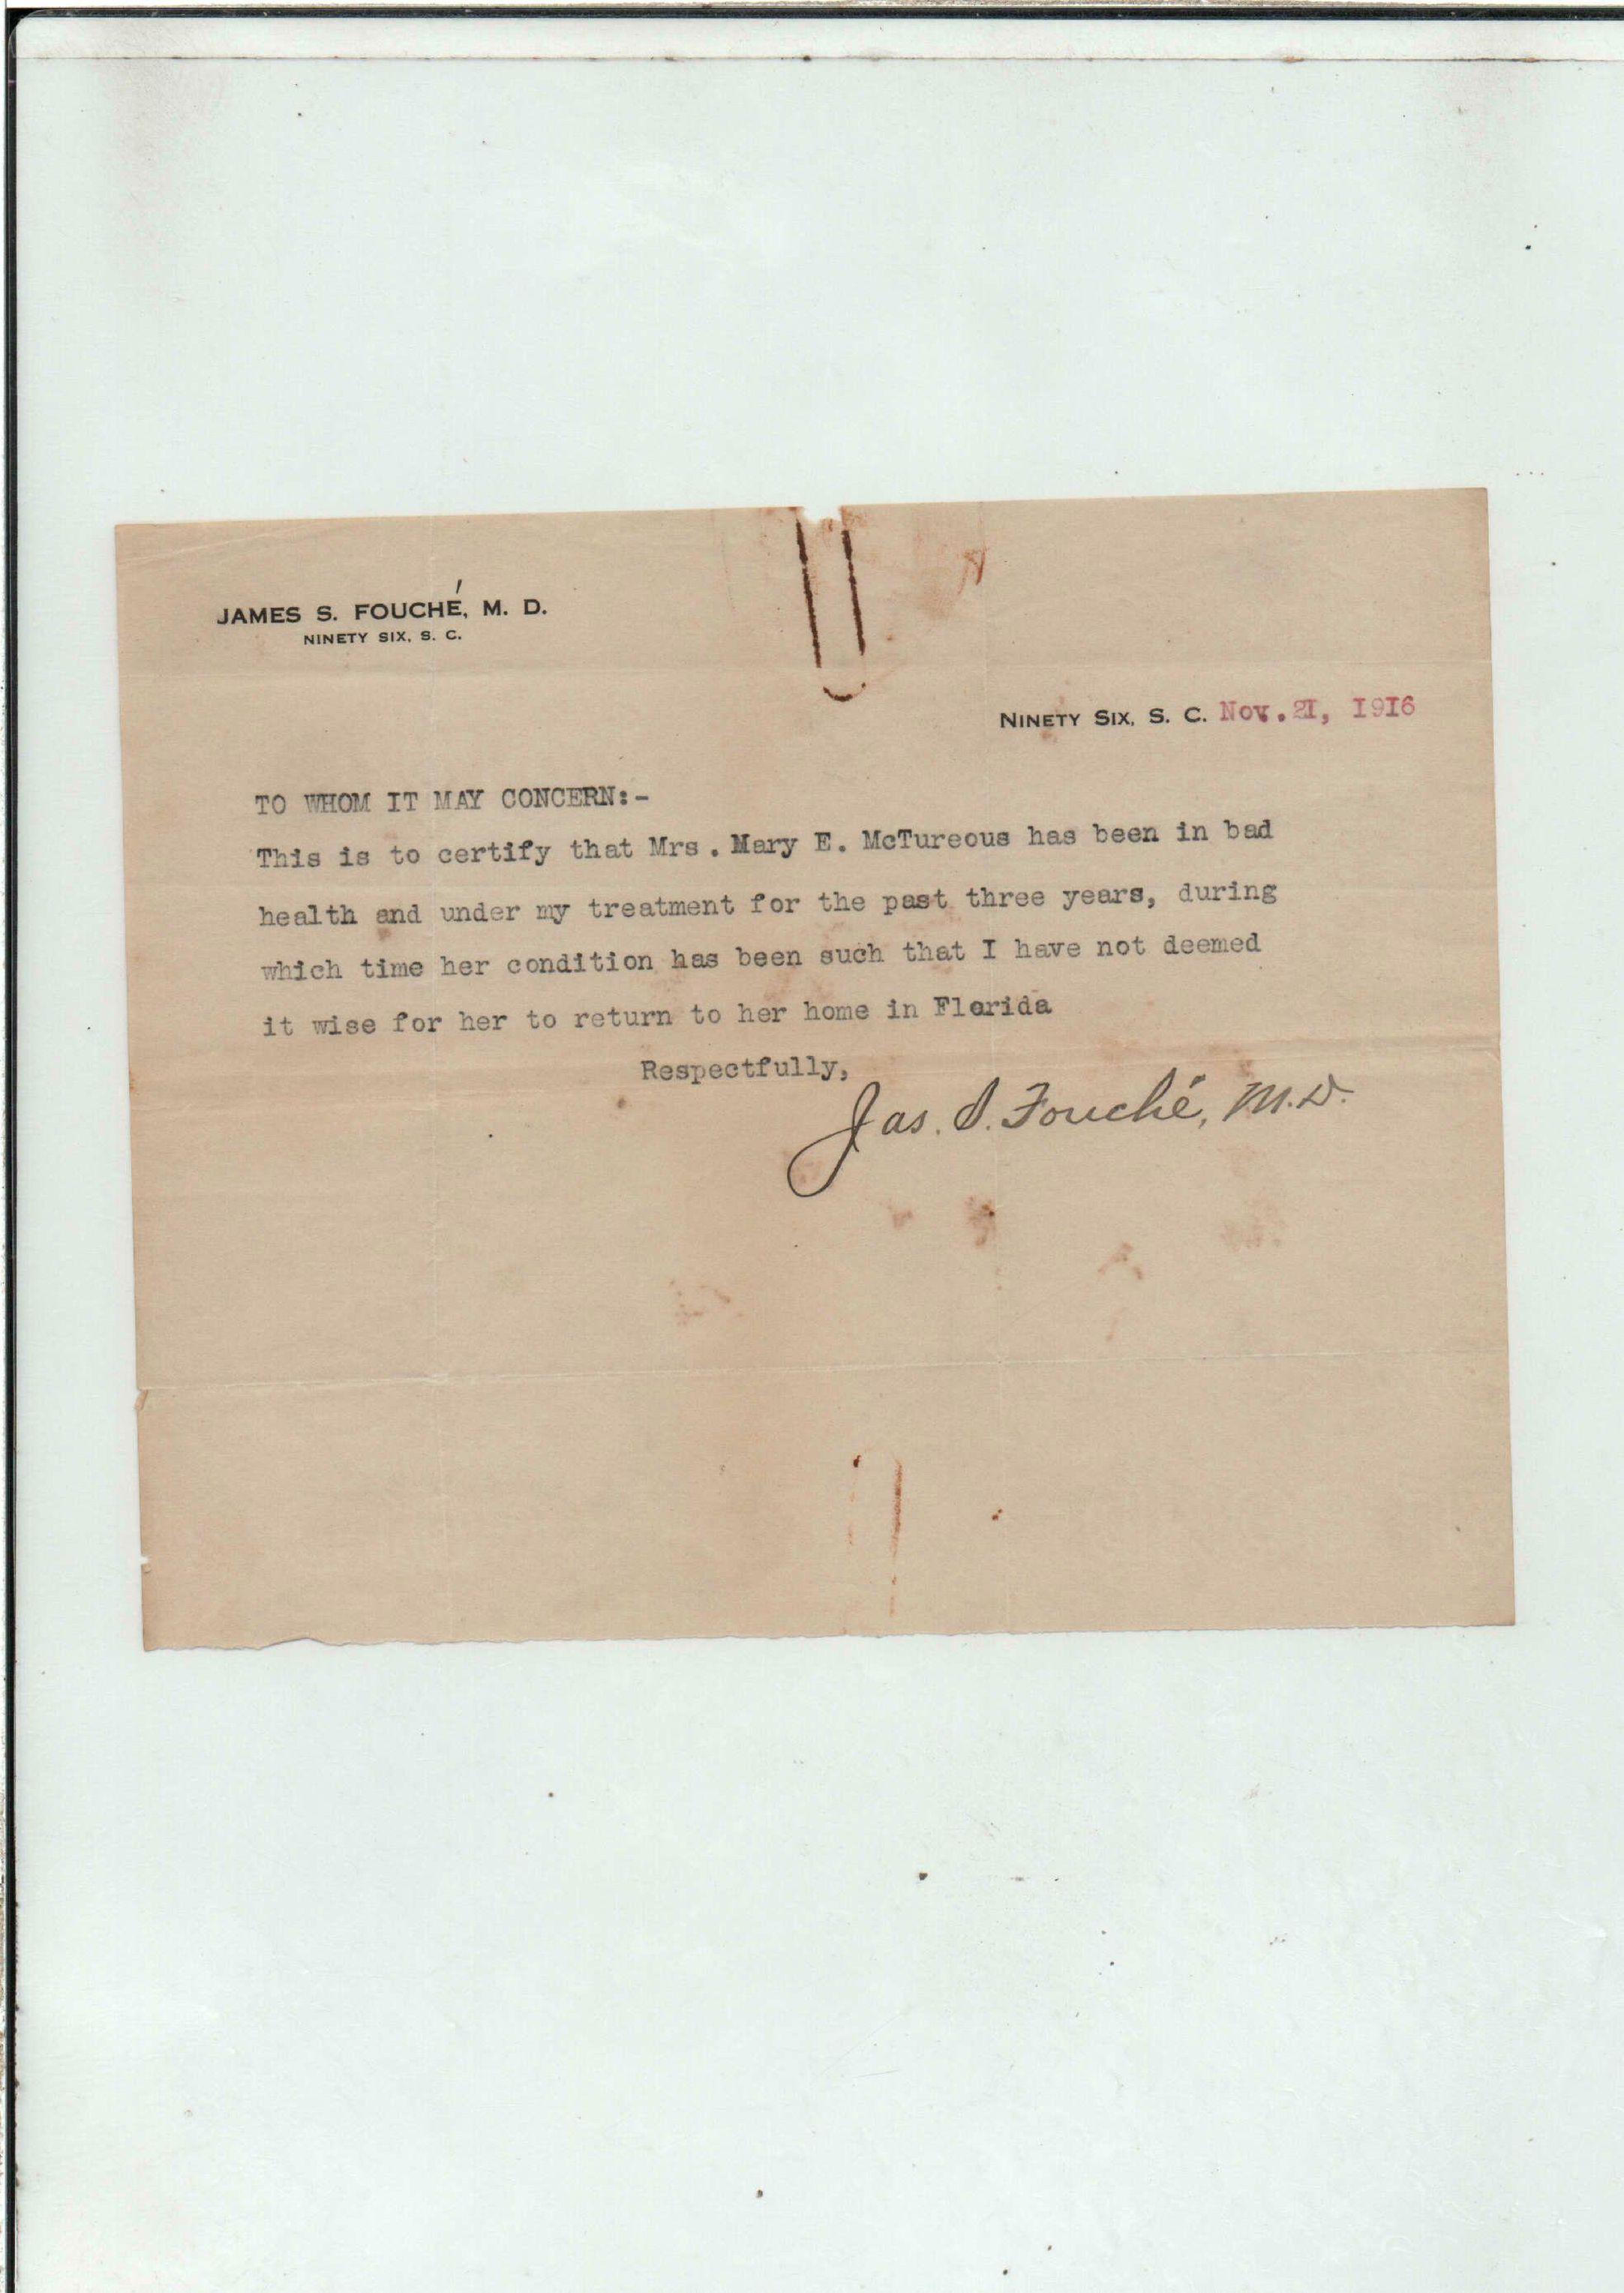 JAMES S. FOUCHÉ, M. D.
NINETY SIX, S. C.
NINETY SIX, S. C. Nov. 21, 1916
TO WHOM IT MAY CONCERN:-
This is to certify that Mrs. Mary E. McTureous has been in bad
health and under my treatment for the past three years, during
which time her condition has been such that I have not deemed
it wise for her to return to her home in Florida
Respectfully,
Jas. S. Fouché, M.D.